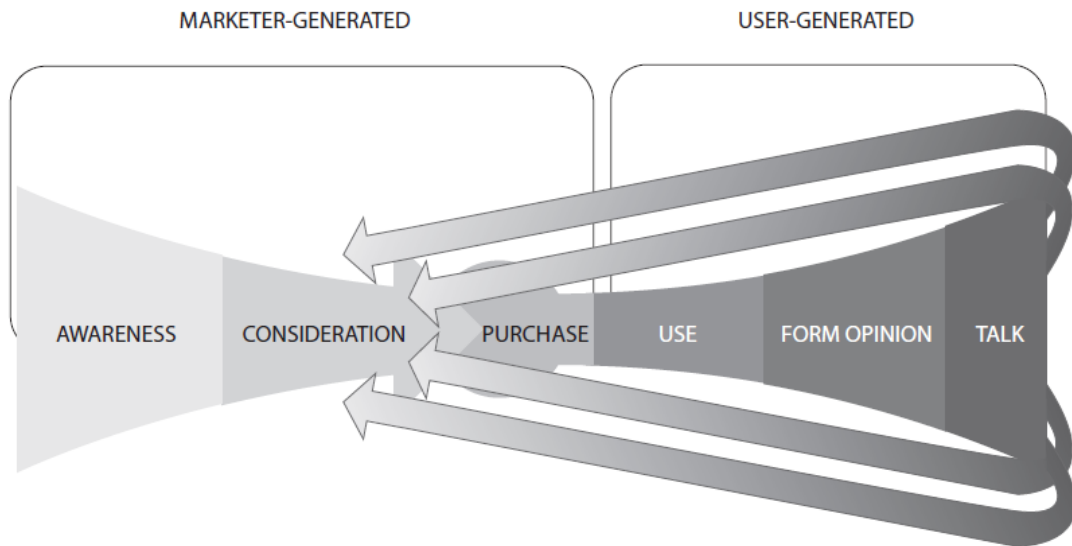 MARKETER-GENERATED
USER-GENERATED
AWARENESS
CONSIDERATION
PURCHASE
USE
FORM OPINION
TALK